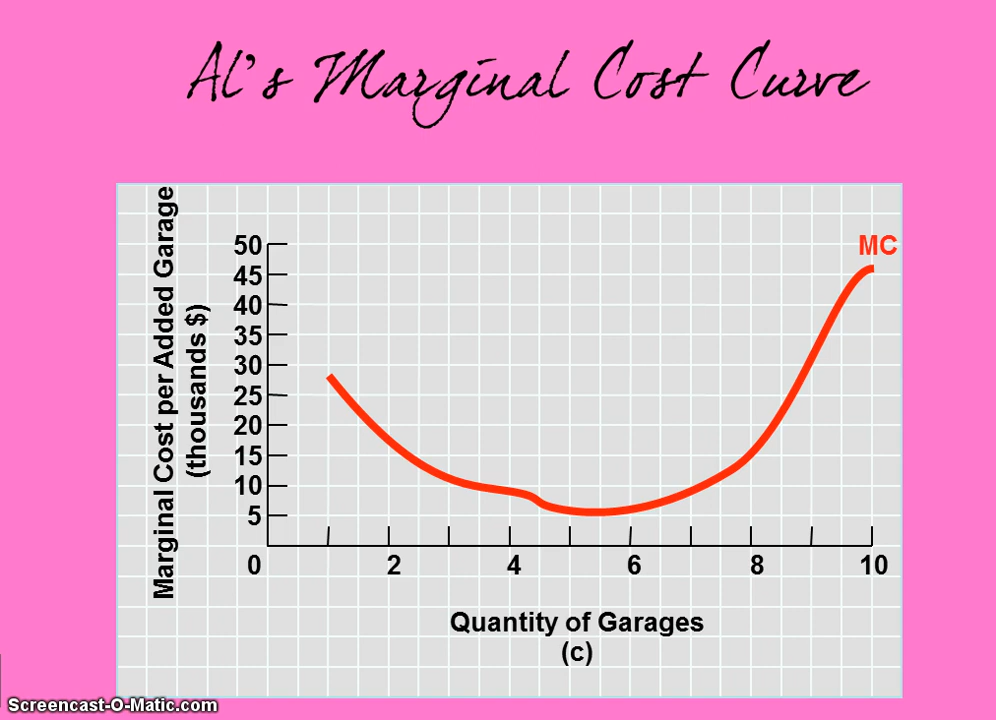 Al's Marginal Cost Curve
Marginal Cost per Added Garage
(thousands $)
MC
50
45
40
35
30
25
20
15
10
5
0 2 4 6 8 10
Quantity of Garages
(c)
Screencast-O-Matic.com